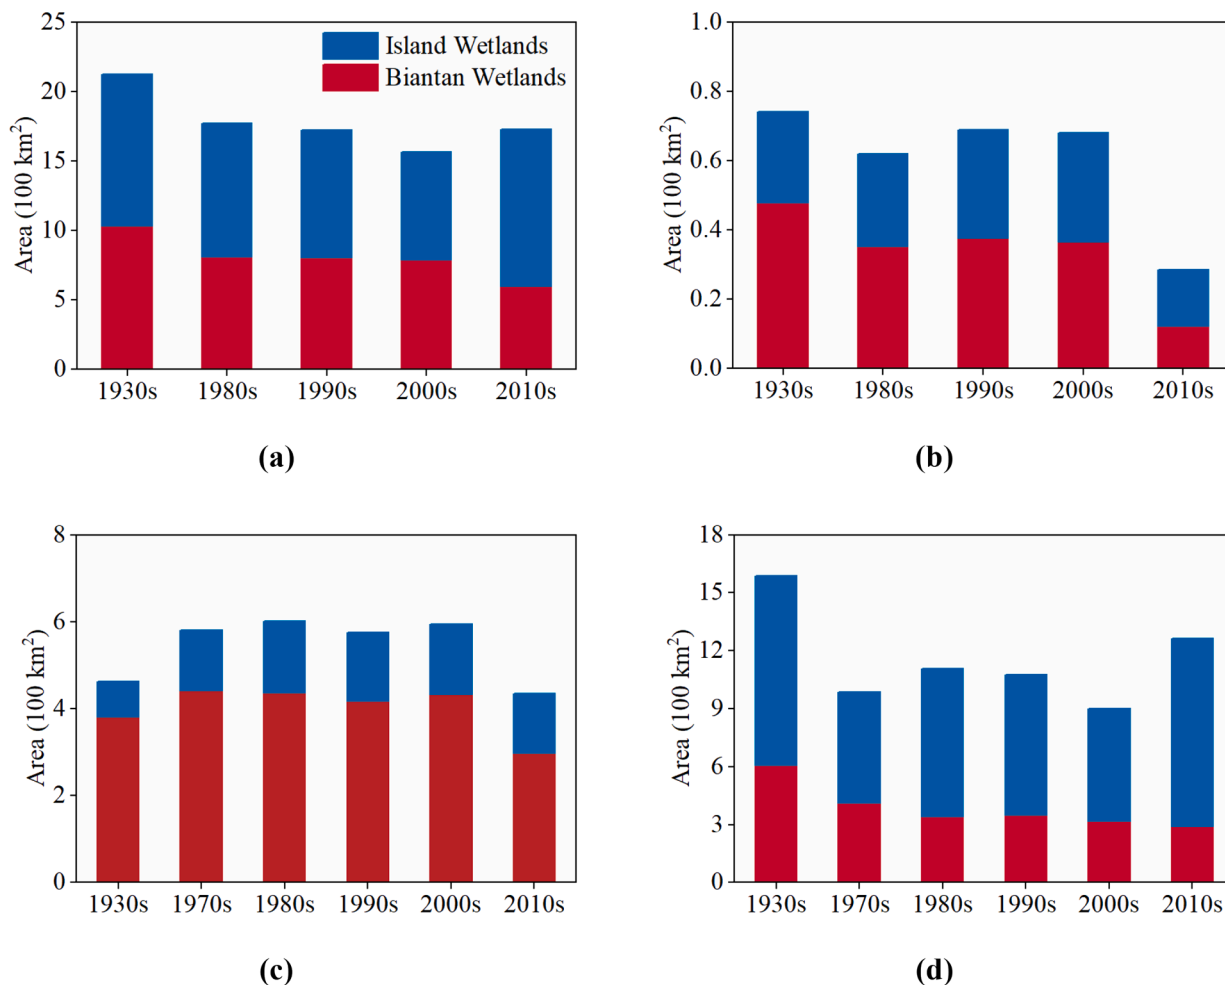 25
20
15
10
5
0
Area (100 km²)
Island Wetlands
Biantan Wetlands
1930s 1980s 1990s 2000s 2010s
(a)
1.0
0.8
0.6
0.4
0.2
0.0
Area (100 km²)
1930s 1980s 1990s 2000s 2010s
(b)
8
6
4
2
0
Area (100 km²)
1930s 1970s 1980s 1990s 2000s 2010s
(c)
18
15
12
9
6
3
0
Area (100 km²)
1930s 1970s 1980s 1990s 2000s 2010s
(d)